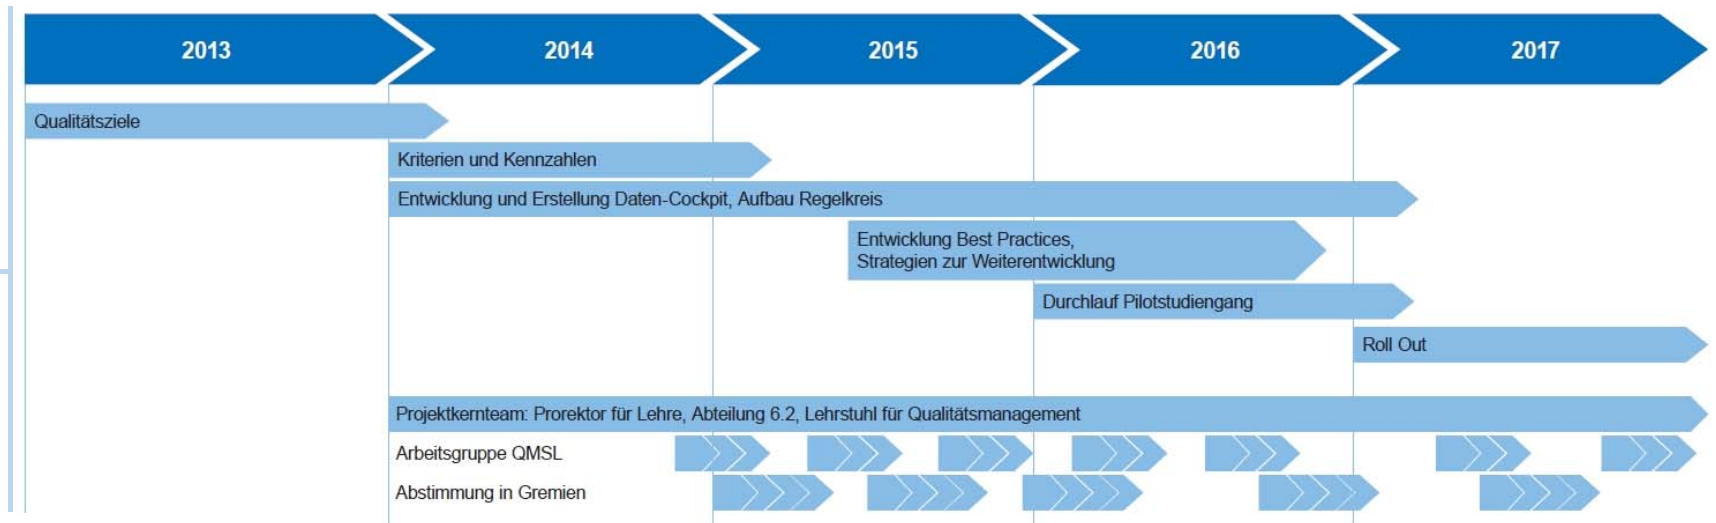 2013
2014
2015
2016
2017
Qualitätsziele
Kriterien und Kennzahlen
Entwicklung und Erstellung Daten-Cockpit, Aufbau Regelkreis
Entwicklung Best Practices,
Strategien zur Weiterentwicklung
Durchlauf Pilotstudiengang
Roll Out
Projektkernteam: Prorektor für Lehre, Abteilung 6.2, Lehrstuhl für Qualitätsmanagement
Arbeitsgruppe QMSL
Abstimmung in Gremien